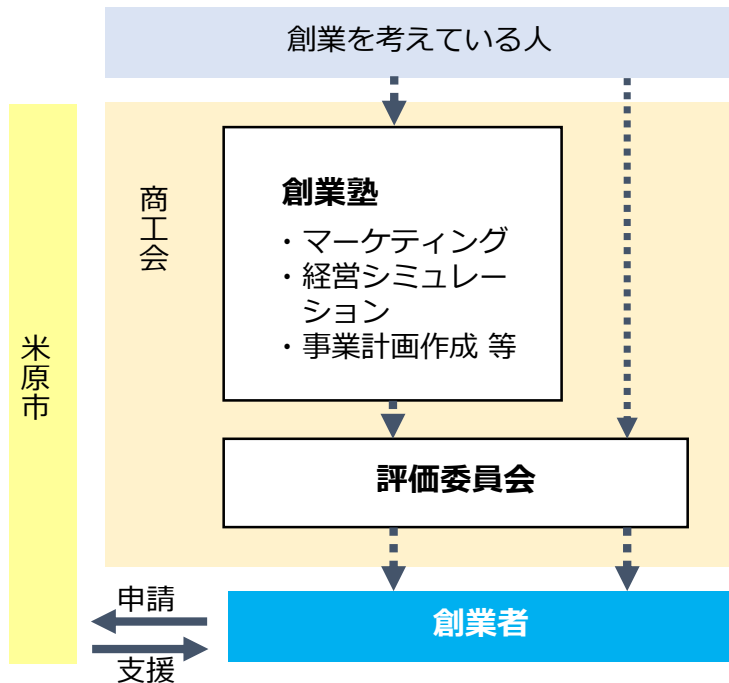 創業を考えている人
商工会
創業塾
・マーケティング
・経営シミュレー
ション
・事業計画作成 等
米原市
評価委員会
申請
創業者
支援